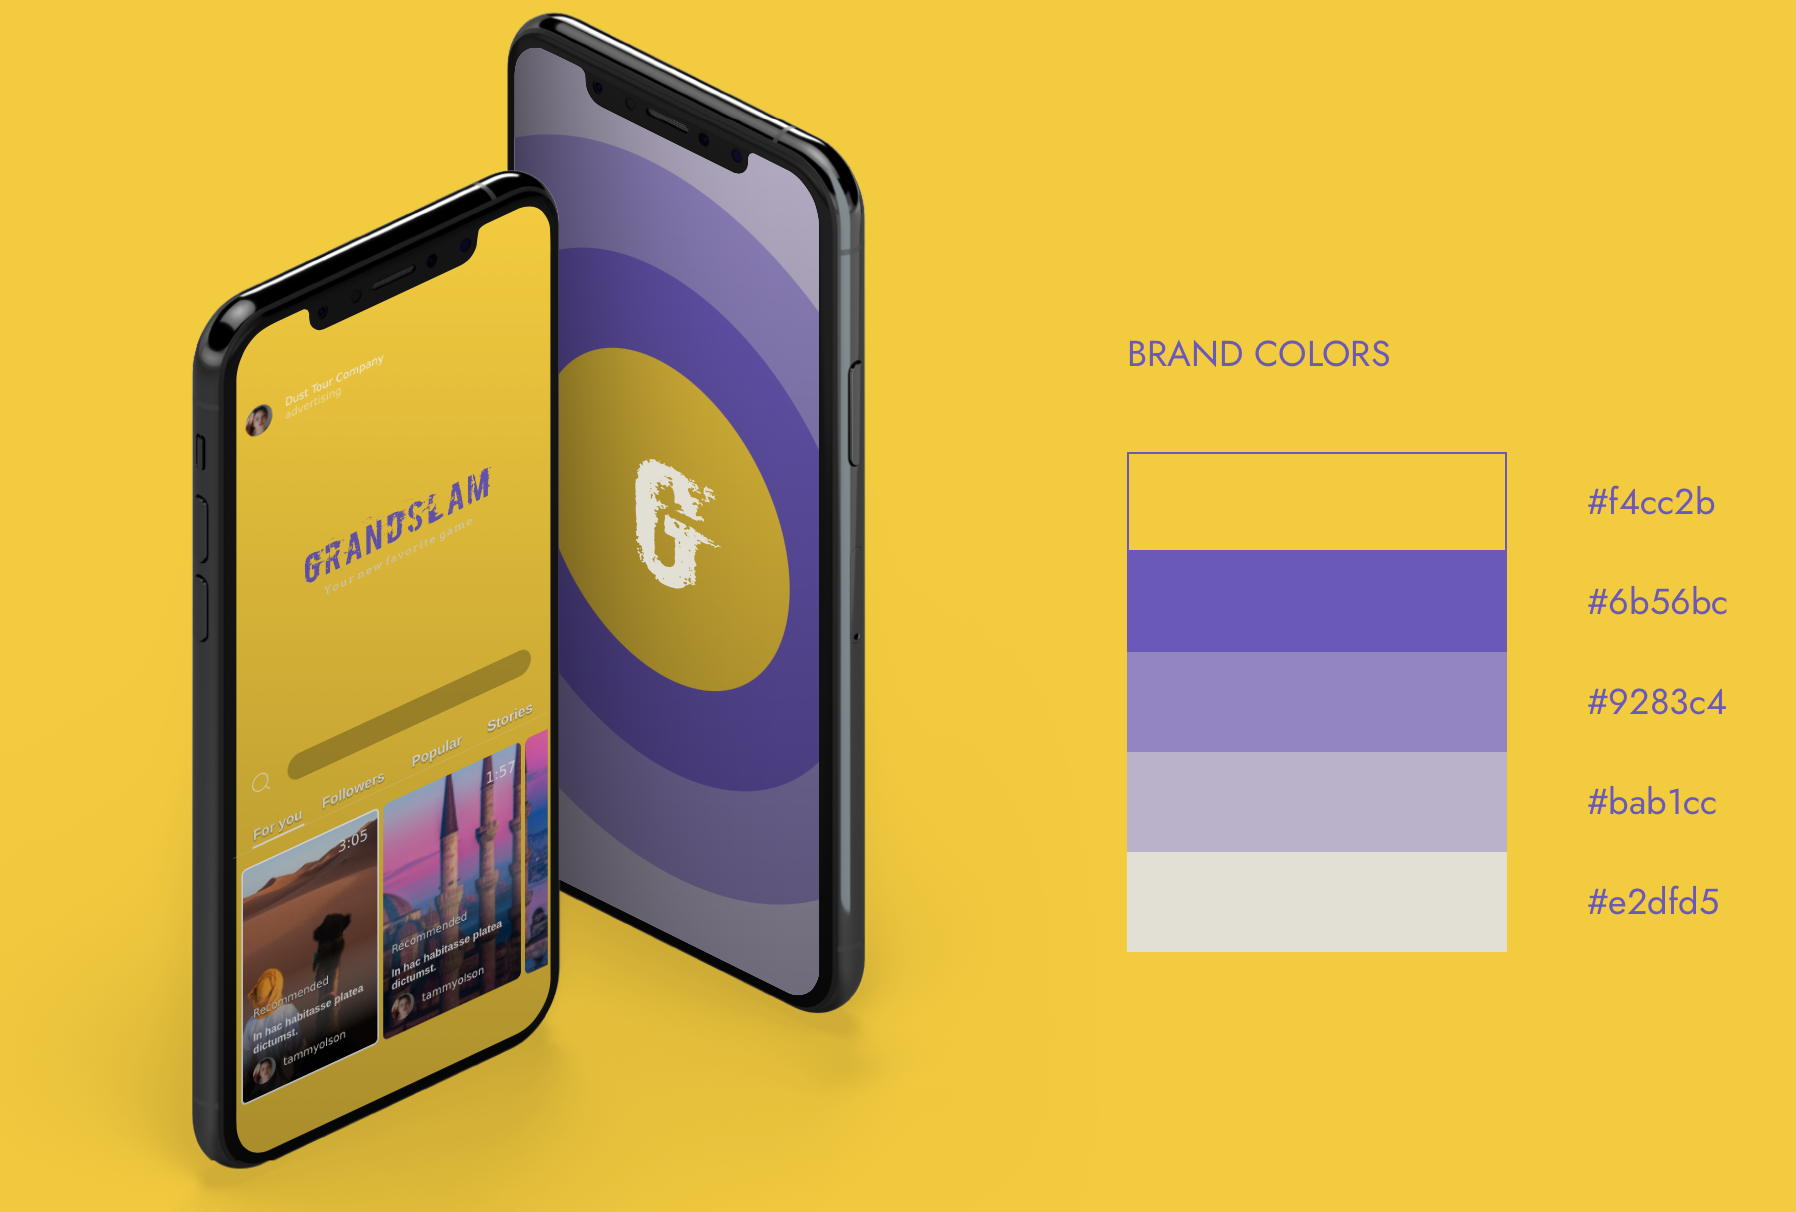 Dust Tour Company
advertising
GRANDSLAM
Your new favorite game
For you Followers Popular Stories
3:05
Recommended
In hac habitasse platea
dictumst.
tammyolson
1:57
Recommended
In hac habitasse platea
dictumst.
tammyolson
G
BRAND COLORS
#f4cc2b
#6b56bc
#9283c4
#bab1cc
#e2dfd5